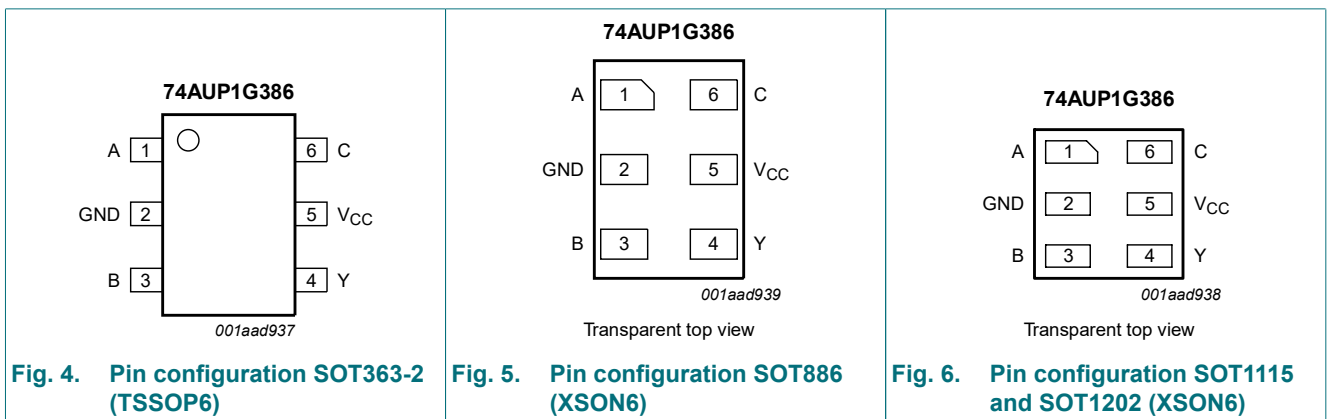 74AUP1G386
A 1 6 C
GND 2 5 VCC
B 3 4 Y
001aad937
Fig. 4. Pin configuration SOT363-2
(TSSOP6)
74AUP1G386
A 1 6 C
GND 2 5 VCC
B 3 4 Y
001aad939
Transparent top view
Fig. 5. Pin configuration SOT886
(XSON6)
74AUP1G386
A 1 6 C
GND 2 5 VCC
B 3 4 Y
001aad938
Transparent top view
Fig. 6. Pin configuration SOT1115
and SOT1202 (XSON6)